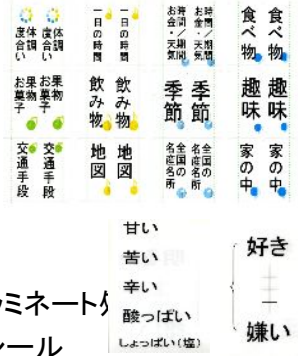 体調
度合い
体調
度合い
一日の時間
一日の時間
時間/期間
お金・天気
時間/期間
お金・天気
食べ物
食べ物
果物
お菓子
果物
お菓子
飲み物
飲み物
季節
季節
趣味
趣味
交通手段
交通手段
地図
地図
全国の
名産名所
全国の
名産名所
家の中
家の中
甘い
苦い
辛い
酸っぱい
しょっぱい(塩)
好き
嫌い
ミネート
ール